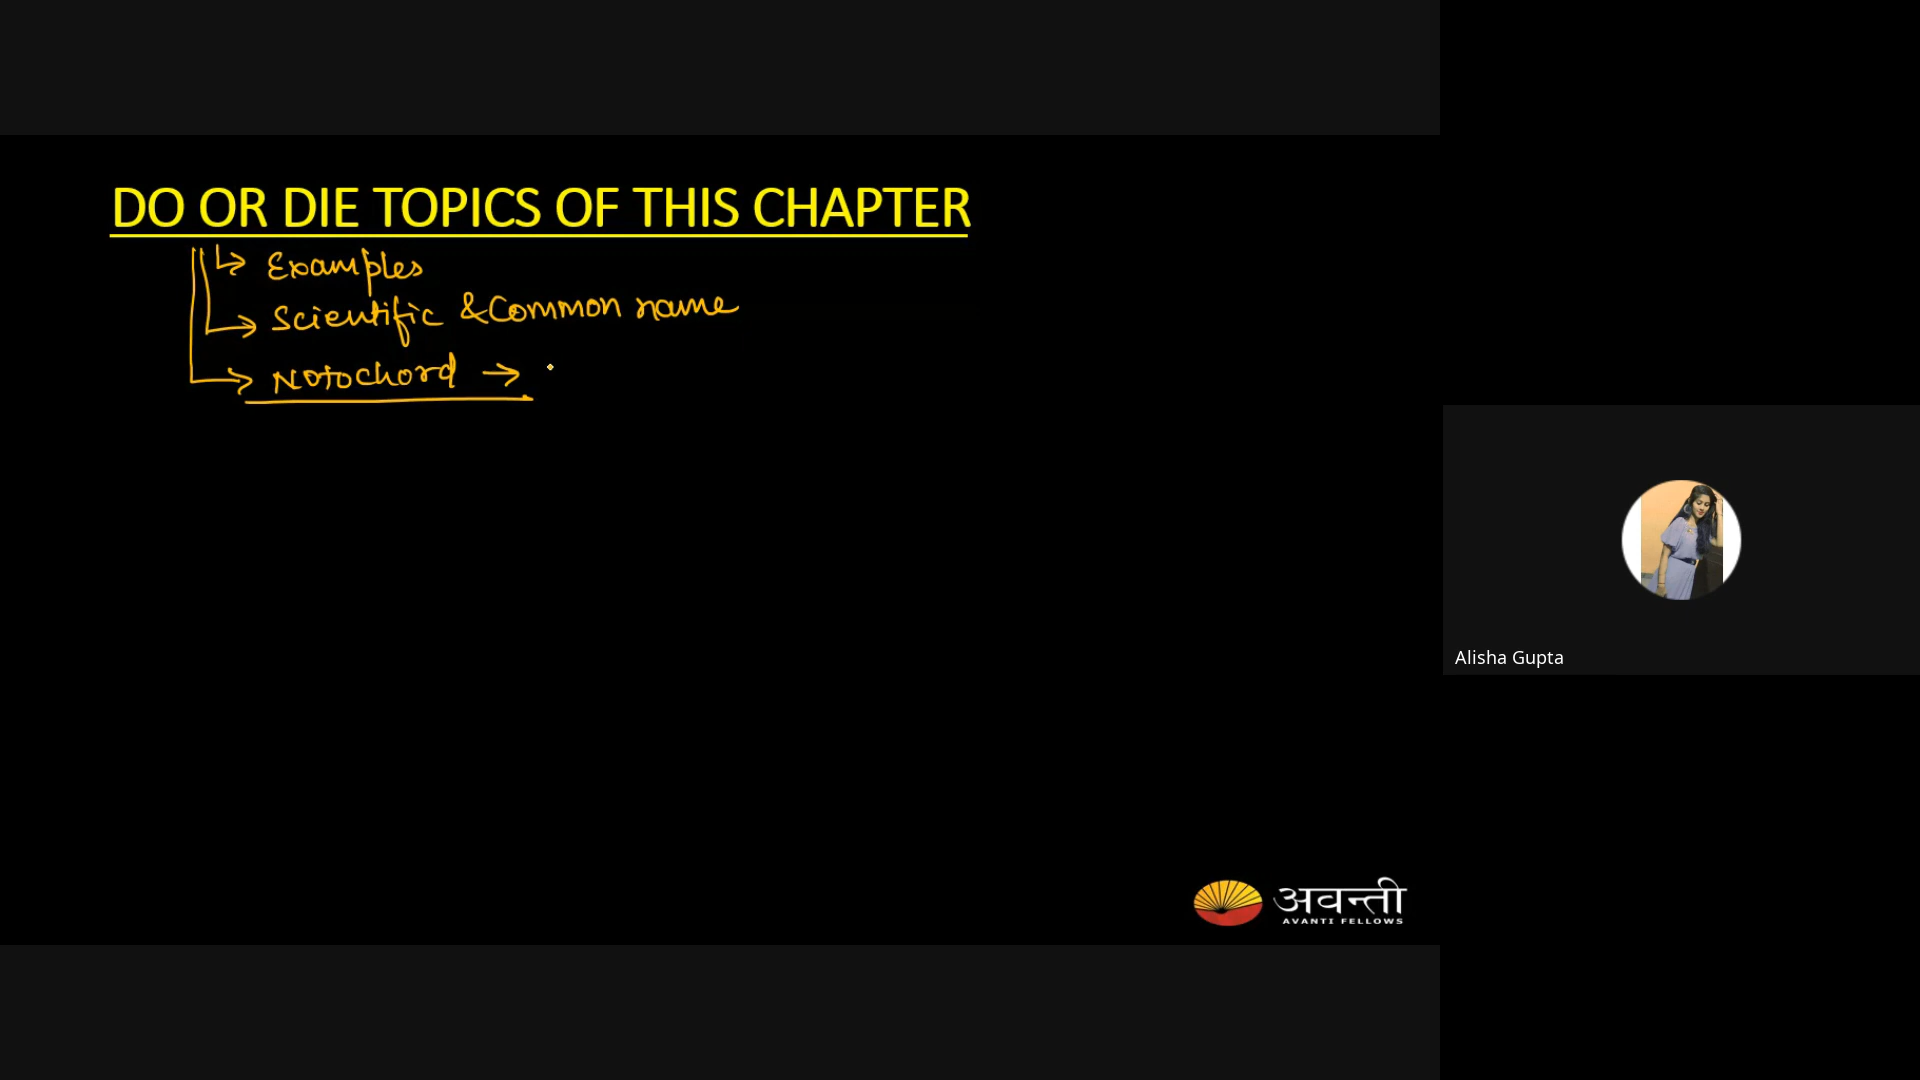 DO OR DIE TOPICS OF THIS CHAPTER
↳ Examples
↳ Scientific & Common name
↳ Notochord →
Alisha Gupta
अवन्ती
AVANTI FELLOWS